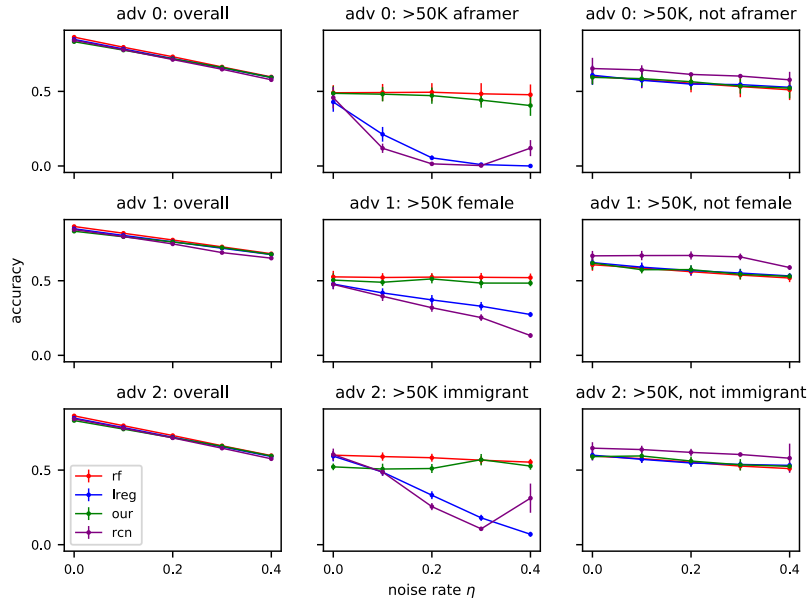 adv 0: overall
adv 0: >50K aframer
adv 0: >50K, not aframer
0.5
0.0
adv 1: overall
adv 1: >50K female
adv 1: >50K, not female
accuracy
0.5
0.0
adv 2: overall
adv 2: >50K immigrant
adv 2: >50K, not immigrant
0.5
0.0
rf
lreg
our
rcn
0.0 0.2 0.4
0.0 0.2 0.4
0.0 0.2 0.4
noise rate η